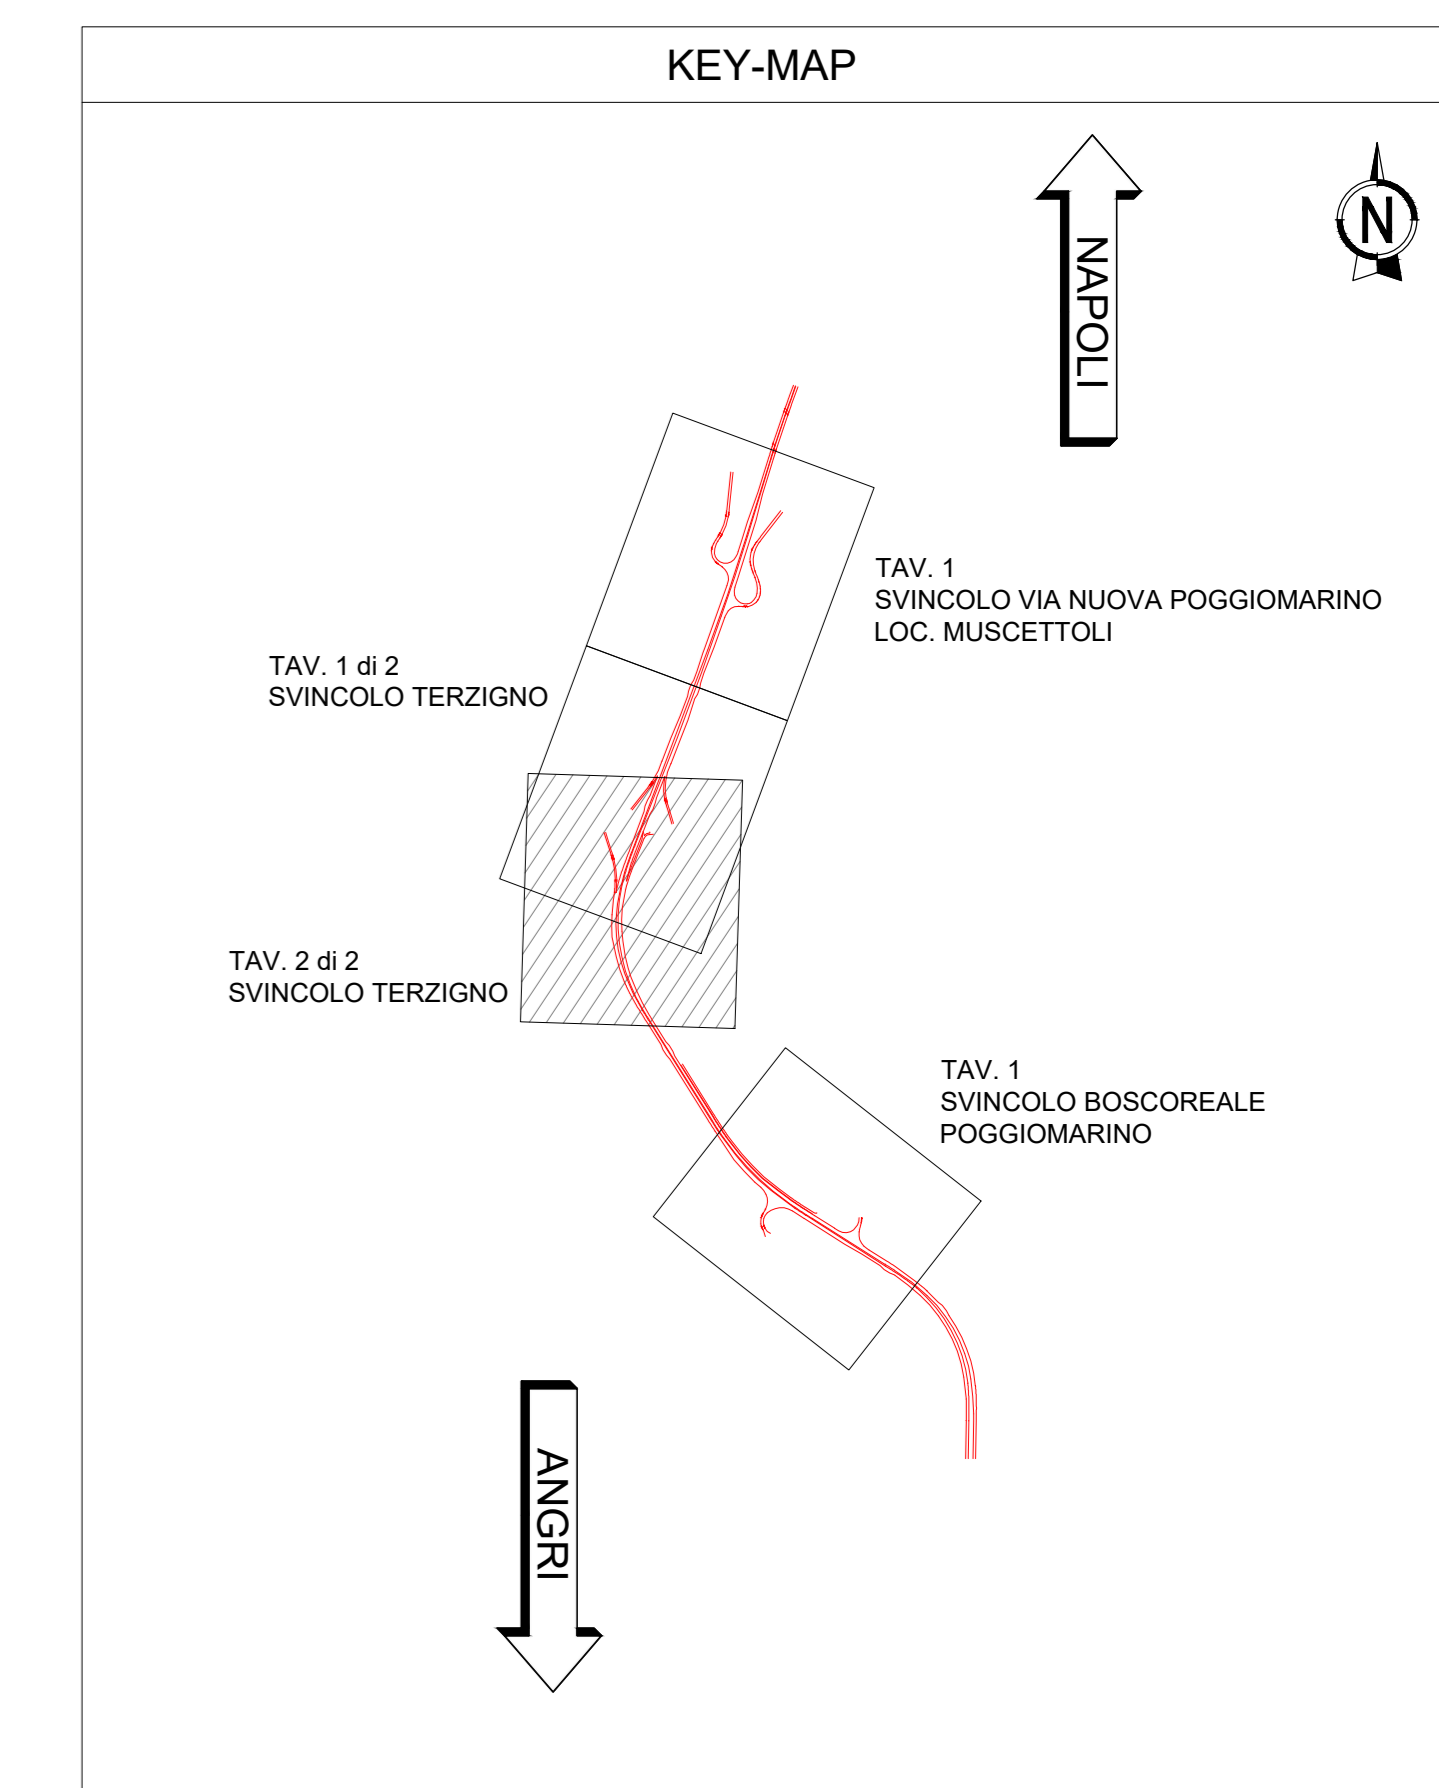 KEY-MAP
NAPOLI
N
TAV. 1
SVINCOLO VIA NUOVA POGGIOMARINO
LOC. MUSCETTOLI
TAV. 1 di 2
SVINCOLO TERZIGNO
TAV. 2 di 2
SVINCOLO TERZIGNO
TAV. 1
SVINCOLO BOSCOREALE
POGGIOMARINO
ANGRI